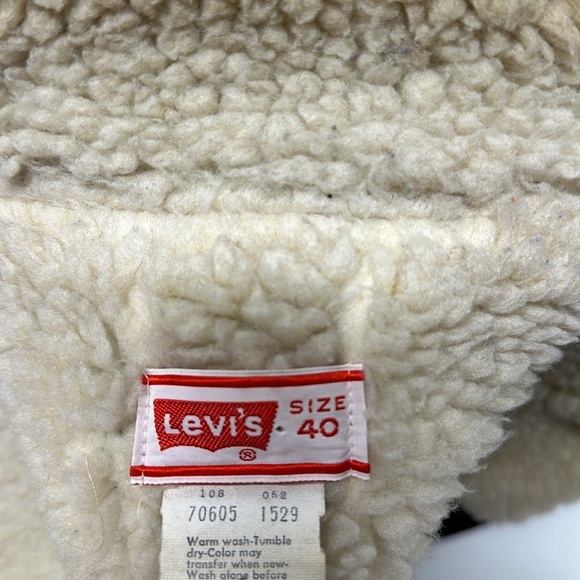 Levi's ® SIZE 40
108 052
70605 1529
Warm wash-Tumble
dry-Color may
transfer when new-
Wash alone before